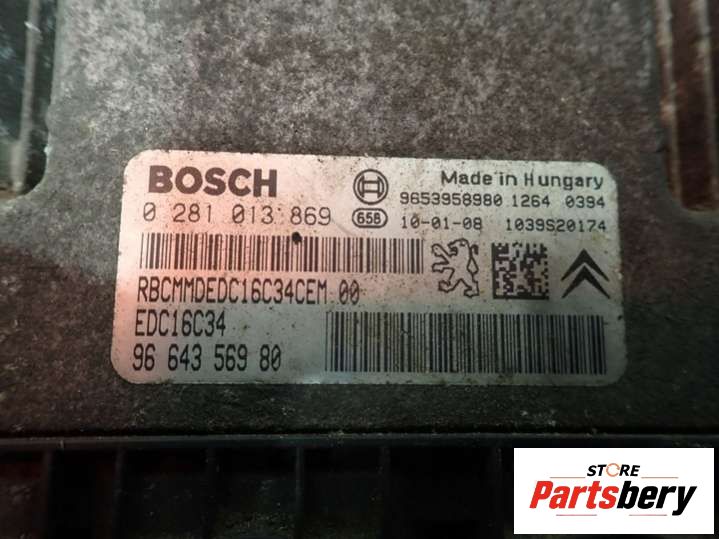 BOSCH
Made in Hungary
9653958980 1264 0394
0 281 013 869
656 10-01-08 1039S20174
RBCMMDEDC16C34CEM 00
EDC16C34
96 643 569 80
STORE
Partsbery